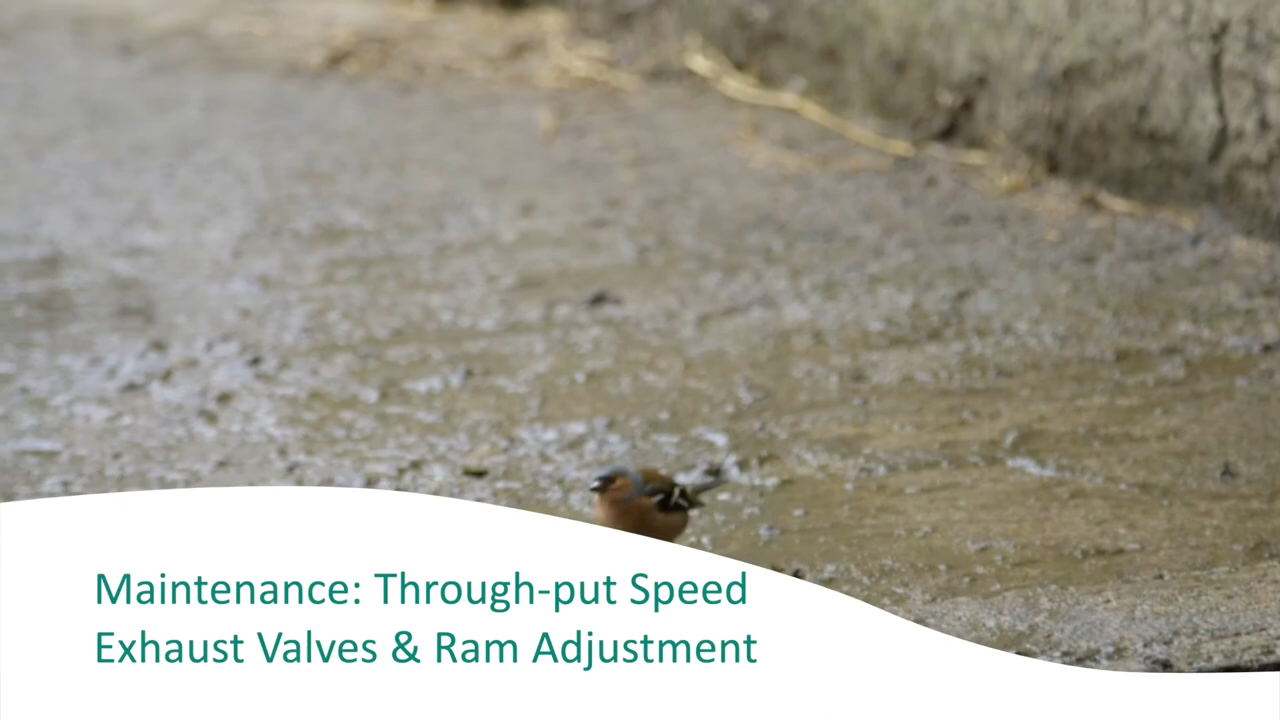 Maintenance: Through-put Speed
Exhaust Valves & Ram Adjustment